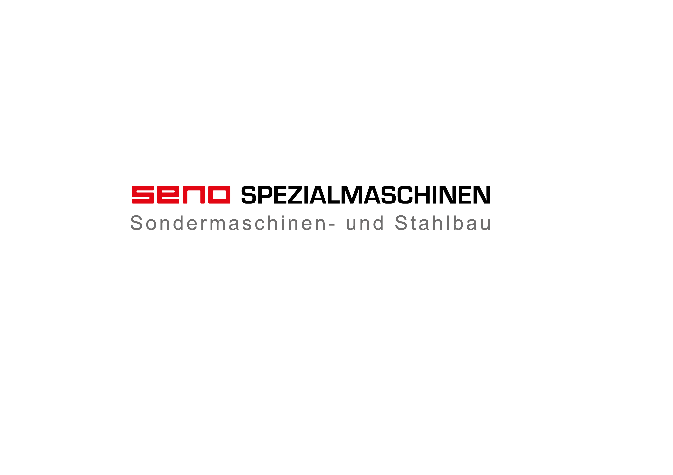 seno SPEZIALMASCHINEN
Sondermaschinen- und Stahlbau